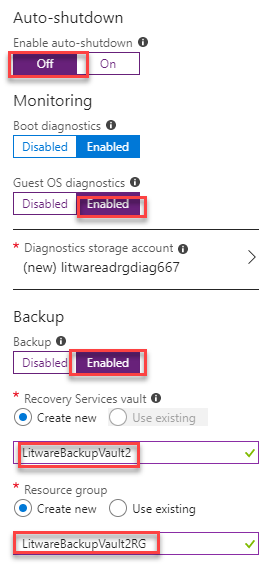 Auto-shutdown
Enable auto-shutdown
Off On
Monitoring
Boot diagnostics
Disabled Enabled
Guest OS diagnostics
Disabled Enabled
* Diagnostics storage account
(new) litwareadrgdiag667
Backup
Backup
Disabled Enabled
* Recovery Services vault
Create new Use existing
LitwareBackupVault2
* Resource group
Create new Use existing
LitwareBackupVault2RG